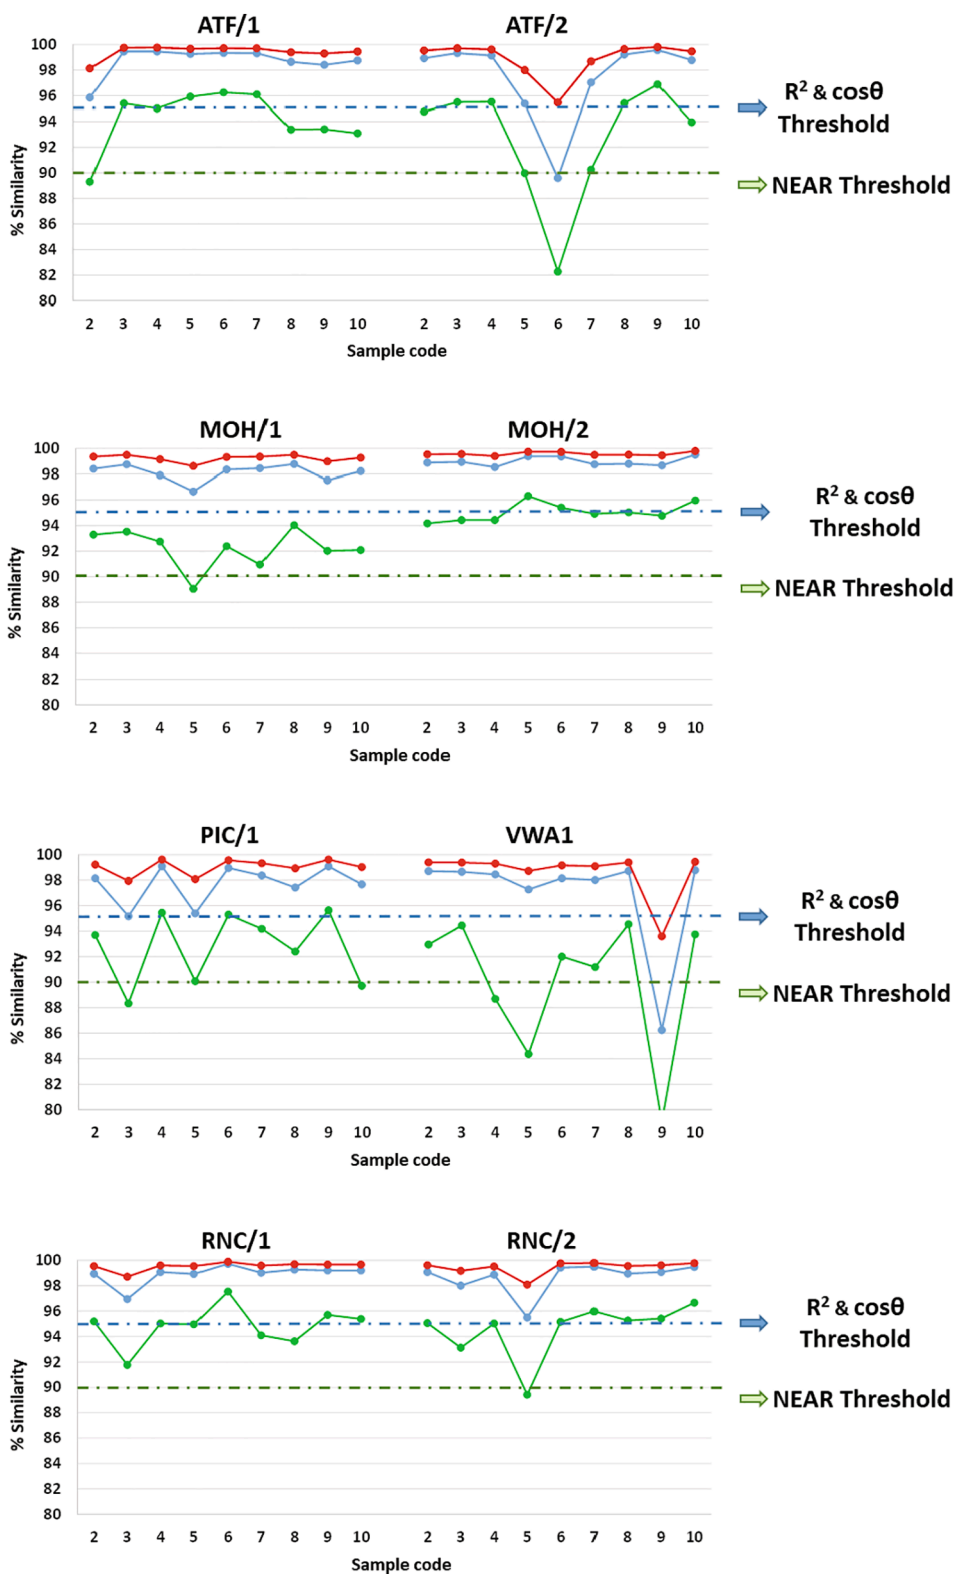 ATF/1 ATF/2
100
98
96
94
92
90
88
86
84
82
80
% Similarity
2 3 4 5 6 7 8 9 10 2 3 4 5 6 7 8 9 10
Sample code
R² & cosθ
Threshold
NEAR Threshold
MOH/1 MOH/2
100
98
96
94
92
90
88
86
84
82
80
% Similarity
2 3 4 5 6 7 8 9 10 2 3 4 5 6 7 8 9 10
Sample code
R² & cosθ
Threshold
NEAR Threshold
PIC/1 VWA1
100
98
96
94
92
90
88
86
84
82
80
% Similarity
2 3 4 5 6 7 8 9 10 2 3 4 5 6 7 8 9 10
Sample code
R² & cosθ
Threshold
NEAR Threshold
RNC/1 RNC/2
100
98
96
94
92
90
88
86
84
82
80
% Similarity
2 3 4 5 6 7 8 9 10 2 3 4 5 6 7 8 9 10
Sample code
R² & cosθ
Threshold
NEAR Threshold